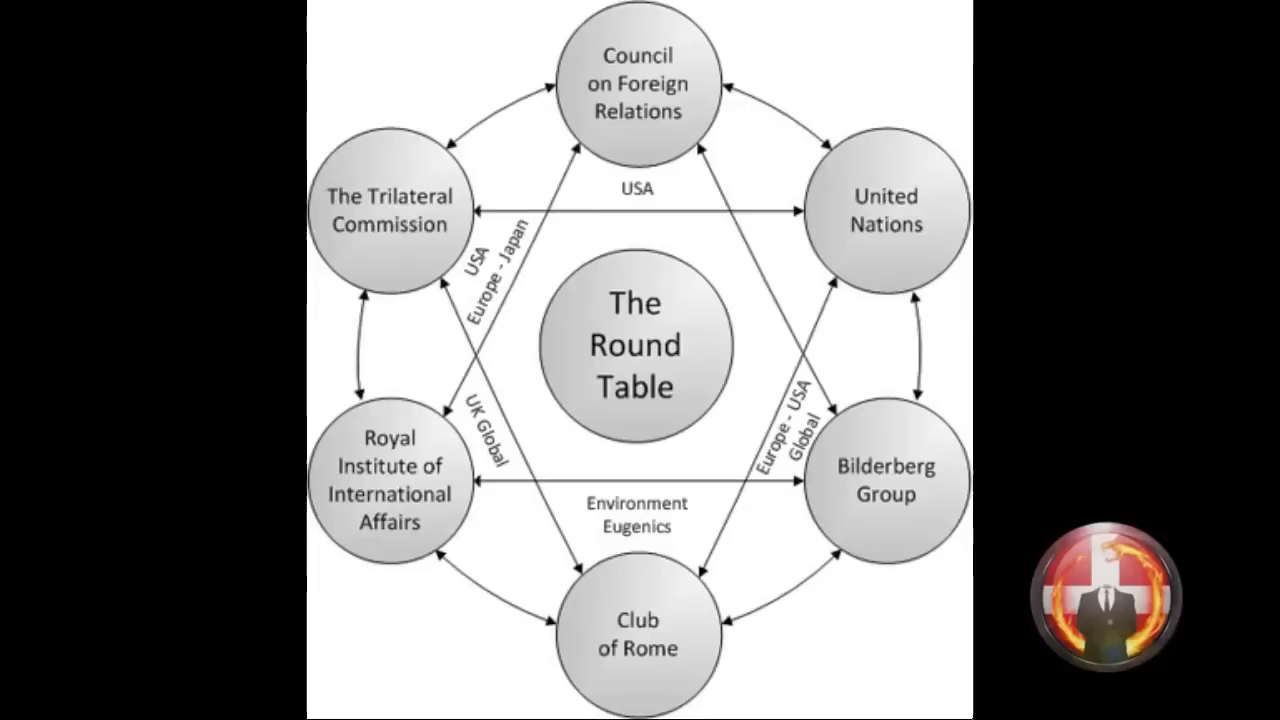 Council
on Foreign
Relations
The Trilateral
Commission
USA
United
Nations
USA
Europe - Japan
The
Round
Table
UK Global
Europe - USA
Global
Royal
Institute of
International
Affairs
Bilderberg
Group
Environment
Eugenics
Club
of Rome